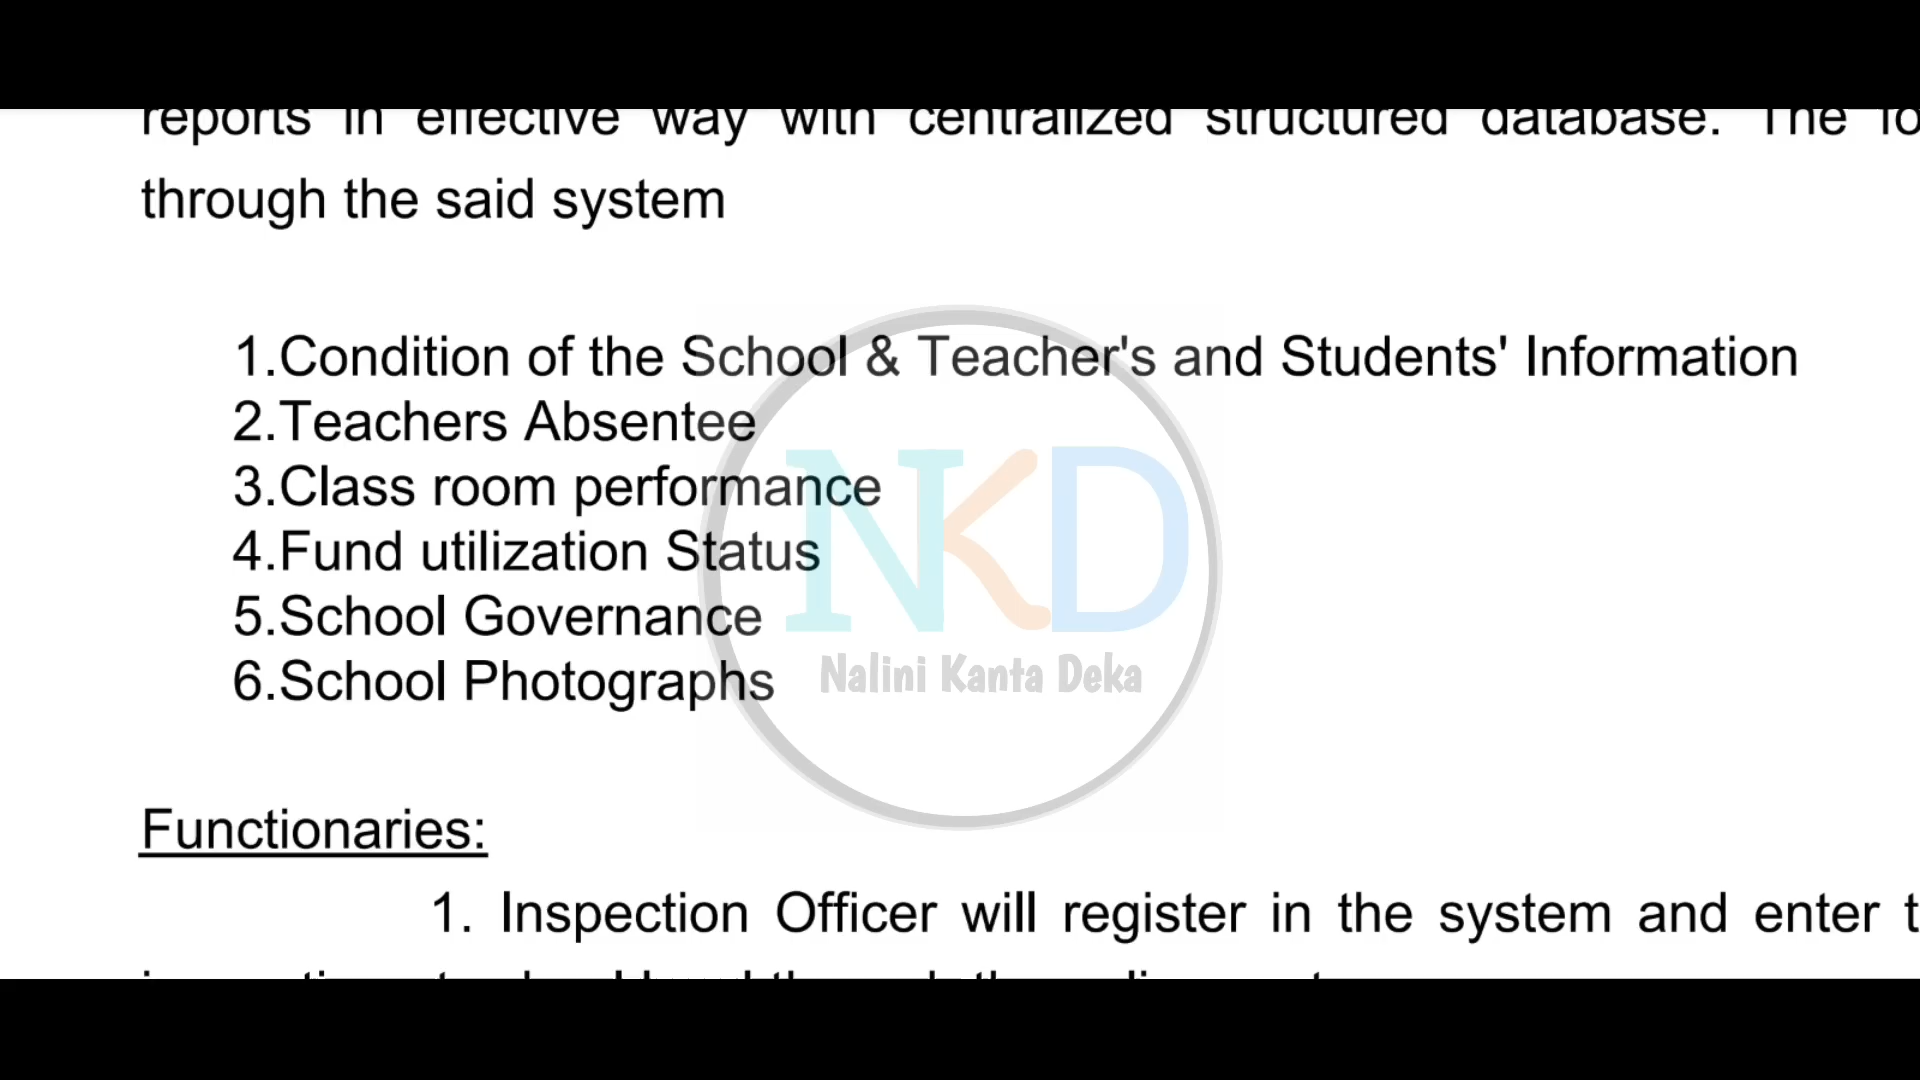 reports in effective way with centralized structured database. The
through the said system
1.Condition of the School & Teacher's and Students' Information
2.Teachers Absentee
3.Class room performance
4.Fund utilization Status
5.School Governance
6.School Photographs
NKD
Nalini Kanta Deka
Functionaries:
1. Inspection Officer will register in the system and enter